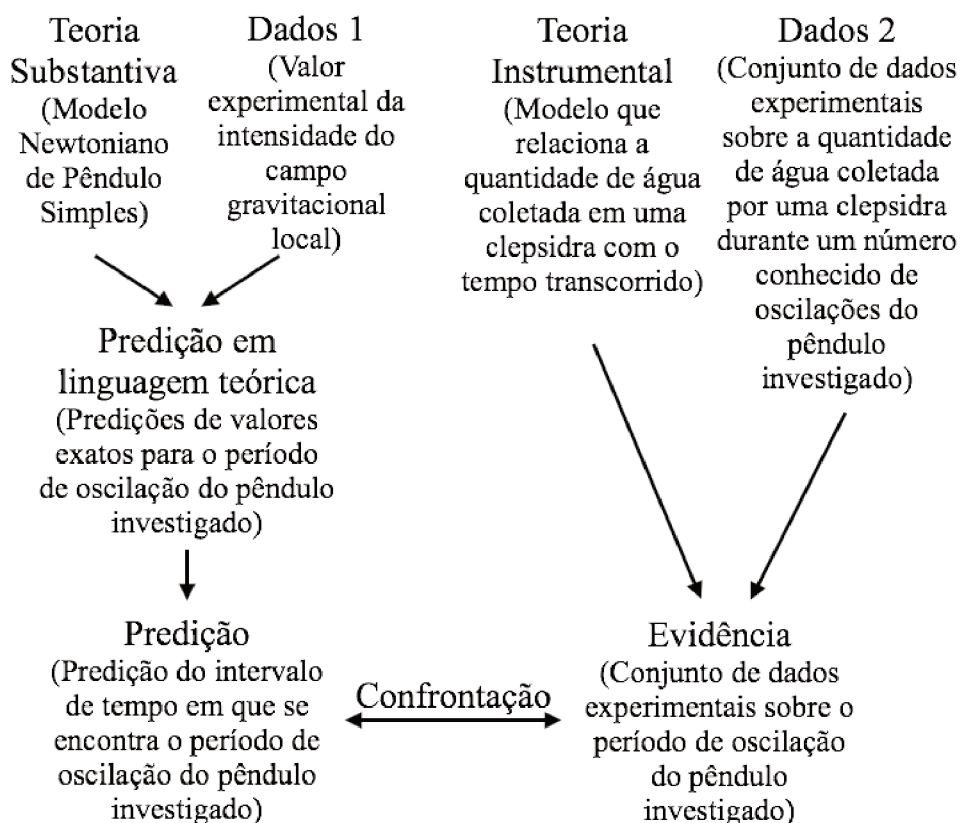 Teoria
Substantiva
(Modelo
Newtoniano
de Pêndulo
Simples)
Dados 1
(Valor
experimental da
intensidade do
campo
gravitacional
local)
Teoria
Instrumental
(Modelo que
relaciona a
quantidade de água
coletada em uma
clepsidra com o
tempo transcorrido)
Dados 2
(Conjunto de dados
experimentais
sobre a quantidade
de água coletada
por uma clepsidra
durante um número
conhecido de
oscilações do
pêndulo
investigado)
Predição em
linguagem teórica
(Predições de valores
exatos para o período
de oscilação do pêndulo
investigado)
Predição
(Predição do intervalo
de tempo em que se
encontra o período de
oscilação do pêndulo
investigado)
Confrontação
Evidência
(Conjunto de dados
experimentais sobre o
período de oscilação
do pêndulo
investigado)